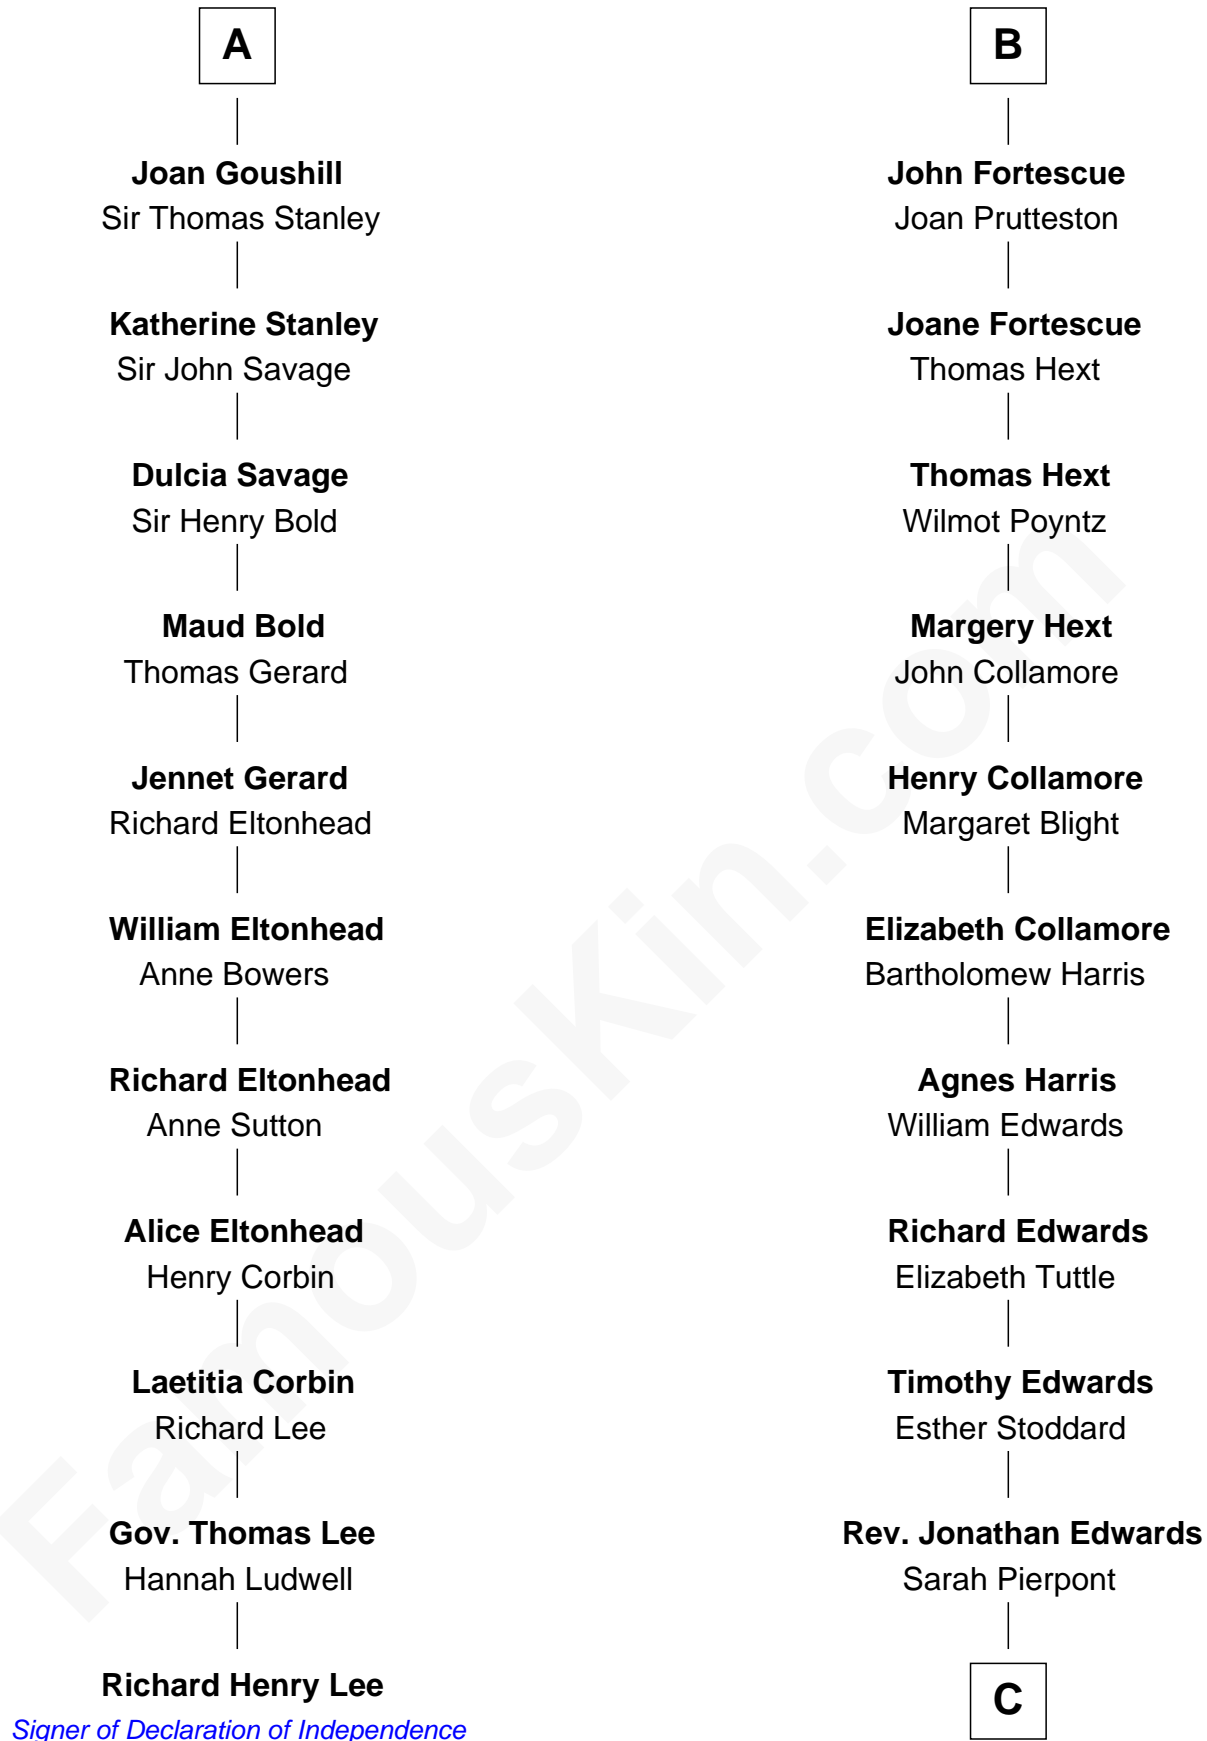 A
Joan Goushill
Sir Thomas Stanley
Katherine Stanley
Sir John Savage
Dulcia Savage
Sir Henry Bold
Maud Bold
Thomas Gerard
Jennet Gerard
Richard Eltonhead
William Eltonhead
Anne Bowers
Richard Eltonhead
Anne Sutton
Alice Eltonhead
Henry Corbin
Laetitia Corbin
Richard Lee
Gov. Thomas Lee
Hannah Ludwell
Richard Henry Lee
Signer of Declaration of Independence
B
John Fortescue
Joan Prutteston
Joane Fortescue
Thomas Hext
Thomas Hext
Wilmot Poyntz
Margery Hext
John Collamore
Henry Collamore
Margaret Blight
Elizabeth Collamore
Bartholomew Harris
Agnes Harris
William Edwards
Richard Edwards
Elizabeth Tuttle
Timothy Edwards
Esther Stoddard
Rev. Jonathan Edwards
Sarah Pierpont
C
FamousKin.com